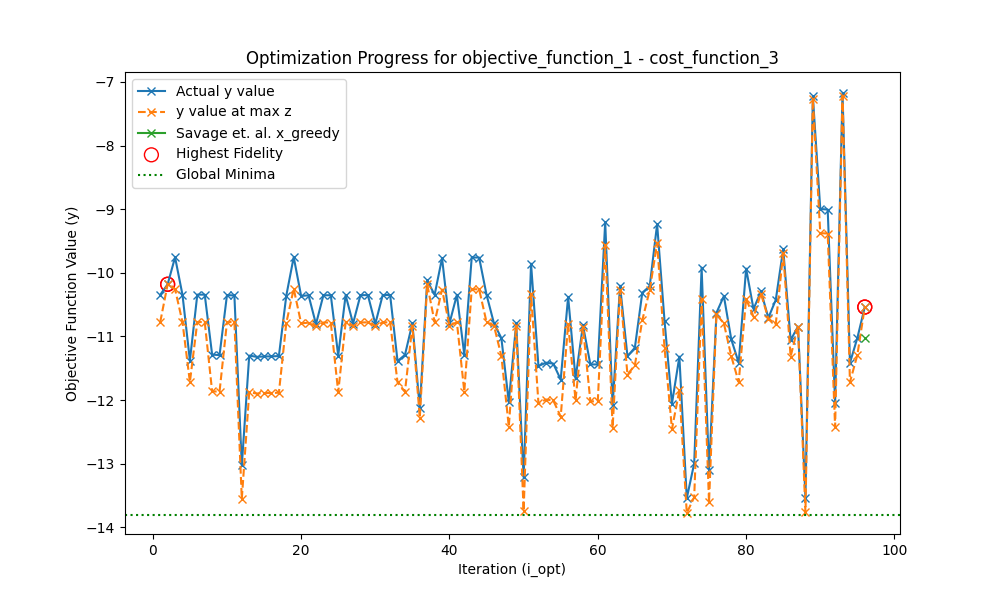 Optimization Progress for objective_function_1 - cost_function_3
Actual y value
y value at max z
Savage et. al. x_greedy
Highest Fidelity
Global Minima
Objective Function Value (y)
−7
−8
−9
−10
−11
−12
−13
−14
0 20 40 60 80 100
Iteration (i_opt)